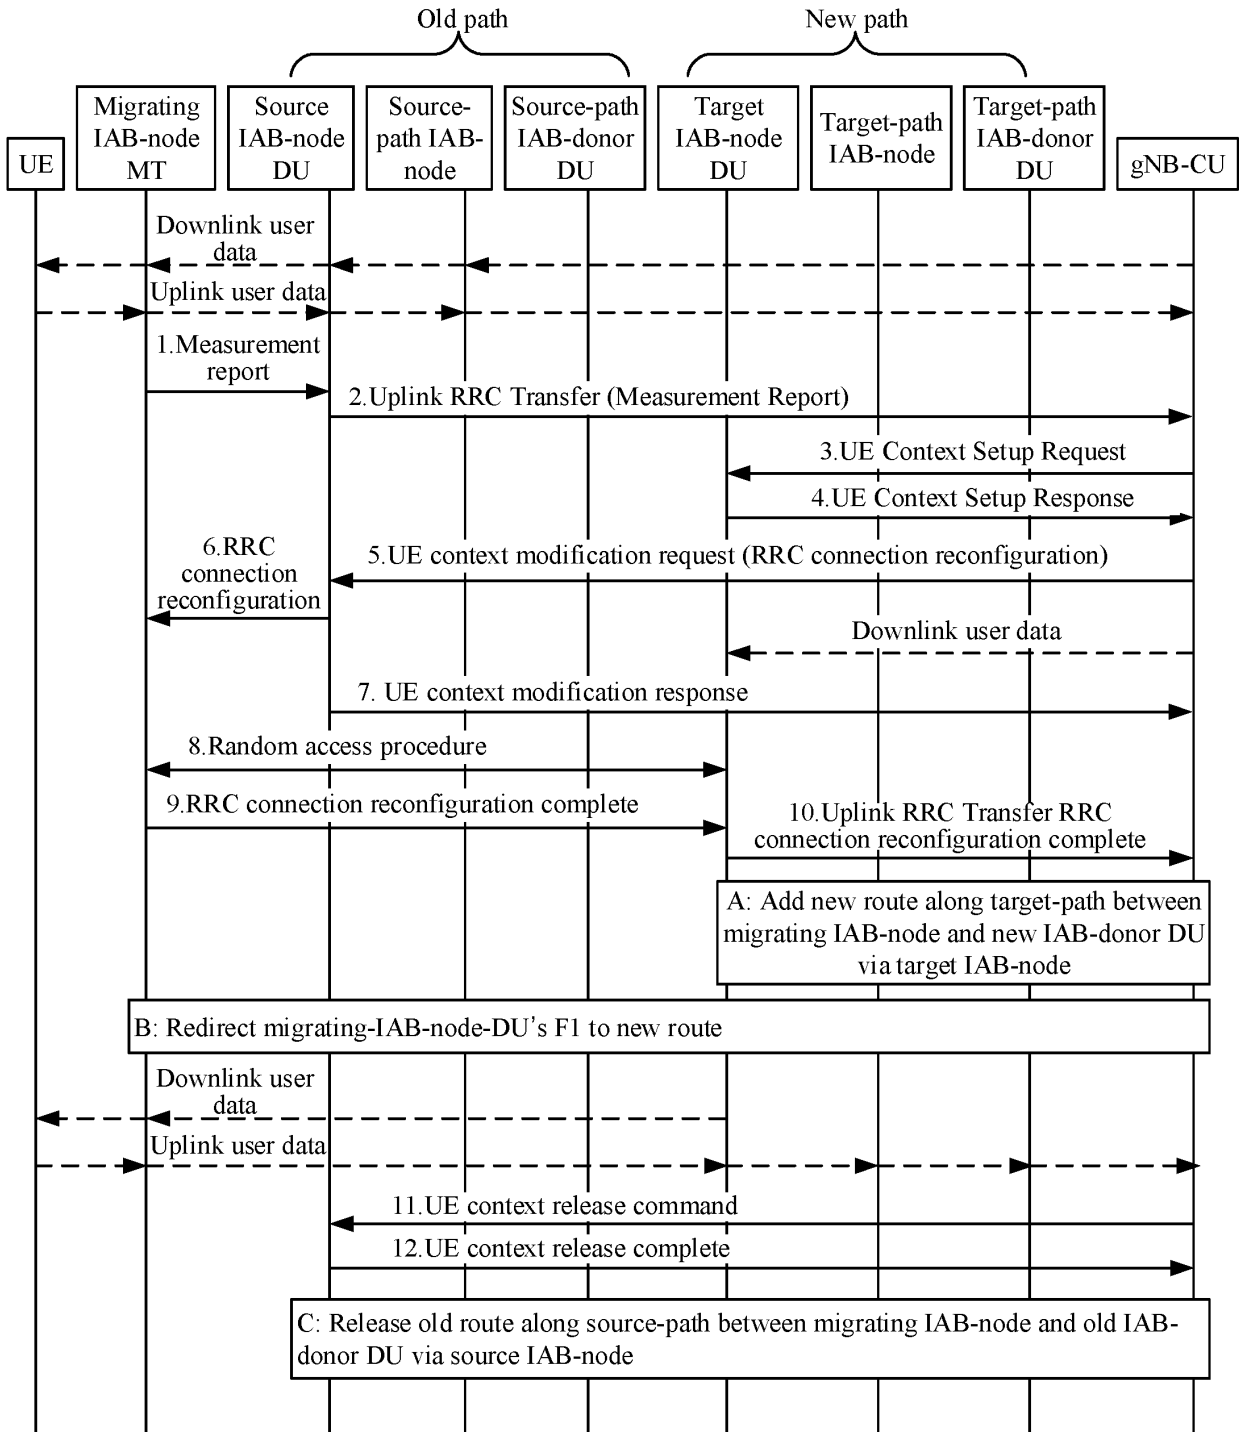 Old path
New path
UE
Migrating
IAB-node
MT
Source
IAB-node
DU
Source-
path IAB-
node
Source-path
IAB-donor
DU
Target
IAB-node
DU
Target-path
IAB-node
Target-path
IAB-donor
DU
gNB-CU
Downlink user
data
Uplink user data
1.Measurement
report
2.Uplink RRC Transfer (Measurement Report)
3.UE Context Setup Request
4.UE Context Setup Response
5.UE context modification request (RRC connection reconfiguration)
6.RRC
connection
reconfiguration
Downlink user data
7. UE context modification response
8.Random access procedure
9.RRC connection reconfiguration complete
10.Uplink RRC Transfer RRC
connection reconfiguration complete
A: Add new route along target-path between
migrating IAB-node and new IAB-donor DU
via target IAB-node
B: Redirect migrating-IAB-node-DU’s F1 to new route
Downlink user
data
Uplink user data
11.UE context release command
12.UE context release complete
C: Release old route along source-path between migrating IAB-node and old IAB-
donor DU via source IAB-node